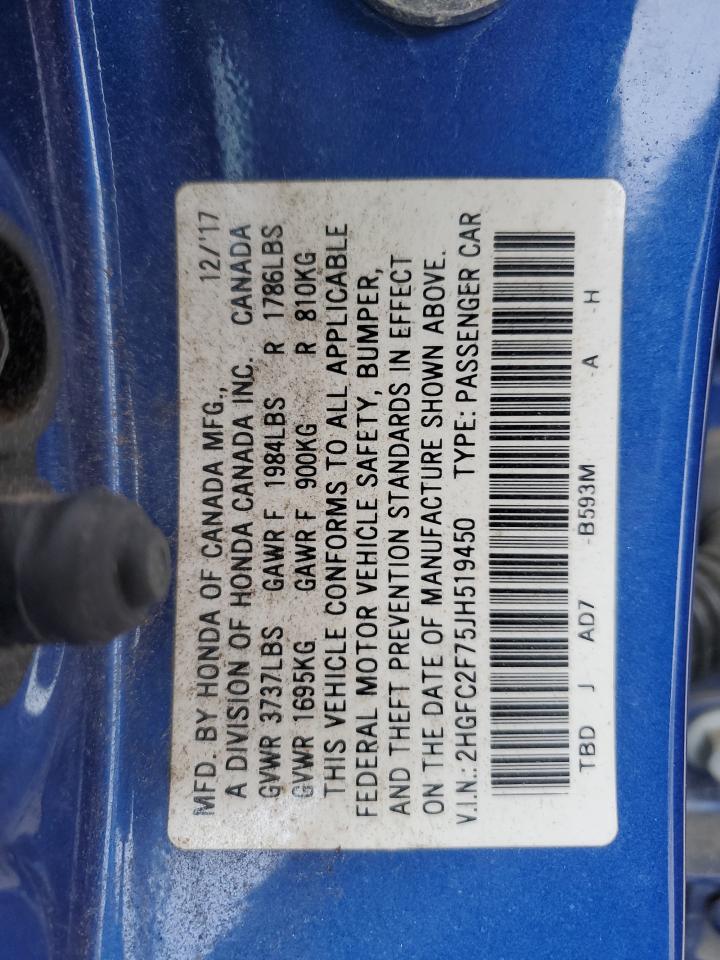 MFD. BY HONDA OF CANADA MFG., 12/'17
A DIVISION OF HONDA CANADA INC. CANADA
GVWR 3737LBS GAWR F 1984LBS R 1786LBS
GVWR 1695KG GAWR F 900KG R 810KG
THIS VEHICLE CONFORMS TO ALL APPLICABLE
FEDERAL MOTOR VEHICLE SAFETY, BUMPER,
AND THEFT PREVENTION STANDARDS IN EFFECT
ON THE DATE OF MANUFACTURE SHOWN ABOVE.
V.I.N.: 2HGFC2F75JH519450 TYPE: PASSENGER CAR
TBD J AD7 -B593M -A -H